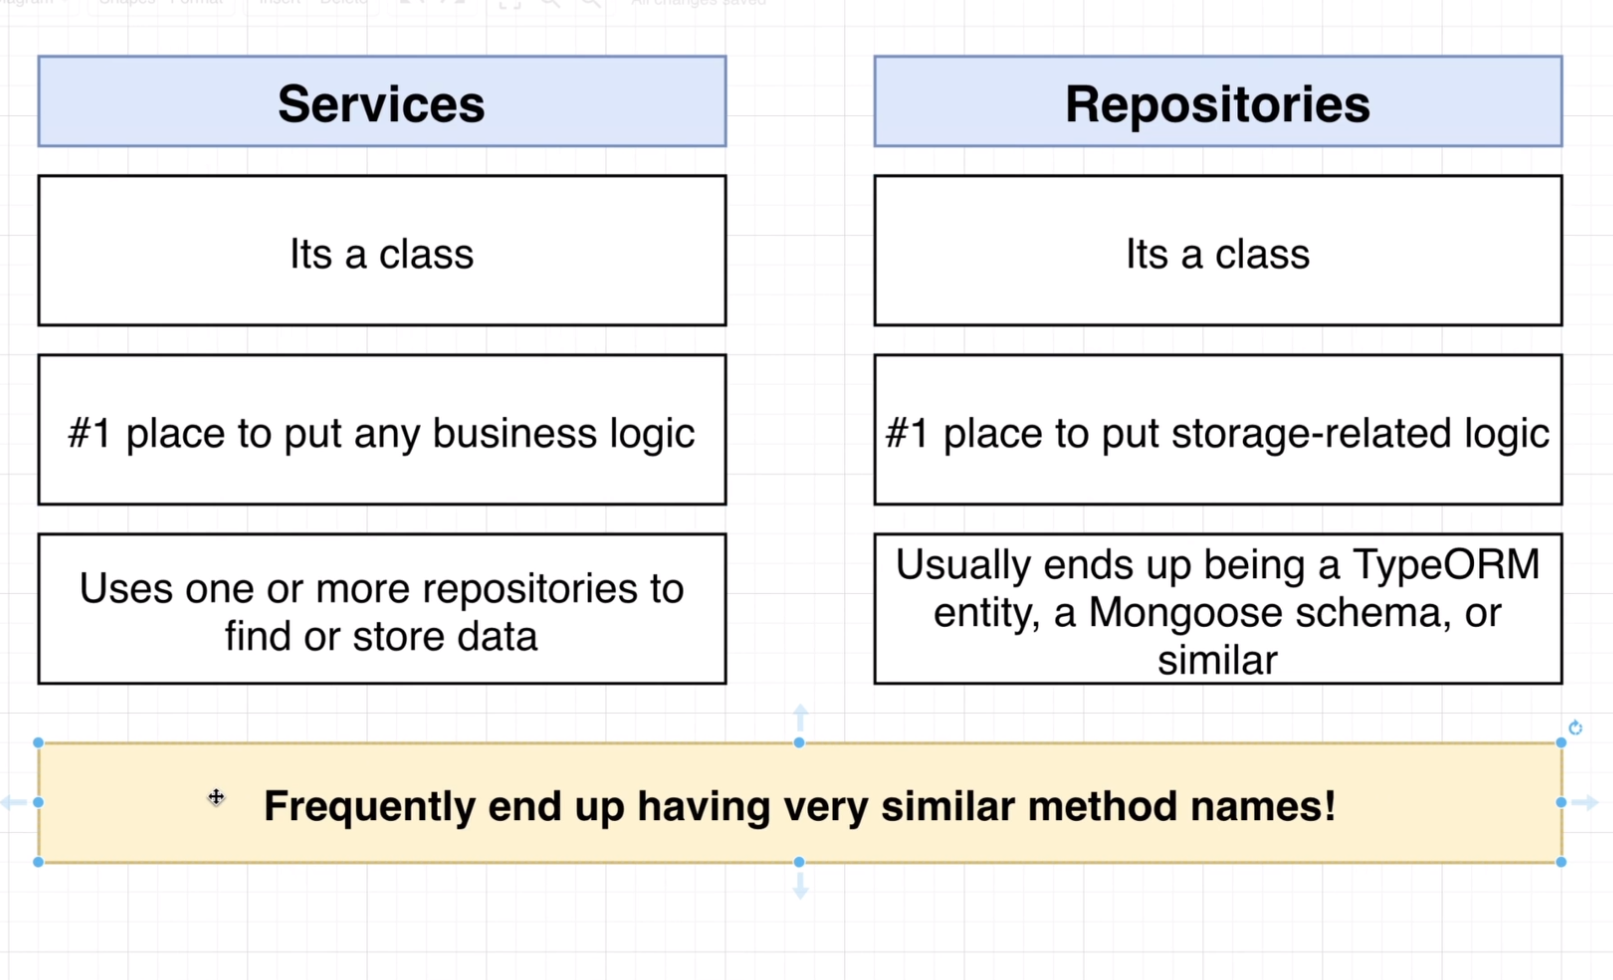 Shapes Format Insert Delete All changes saved
Services
Repositories
Its a class
Its a class
#1 place to put any business logic
#1 place to put storage-related logic
Uses one or more repositories to
find or store data
Usually ends up being a TypeORM
entity, a Mongoose schema, or
similar
Frequently end up having very similar method names!